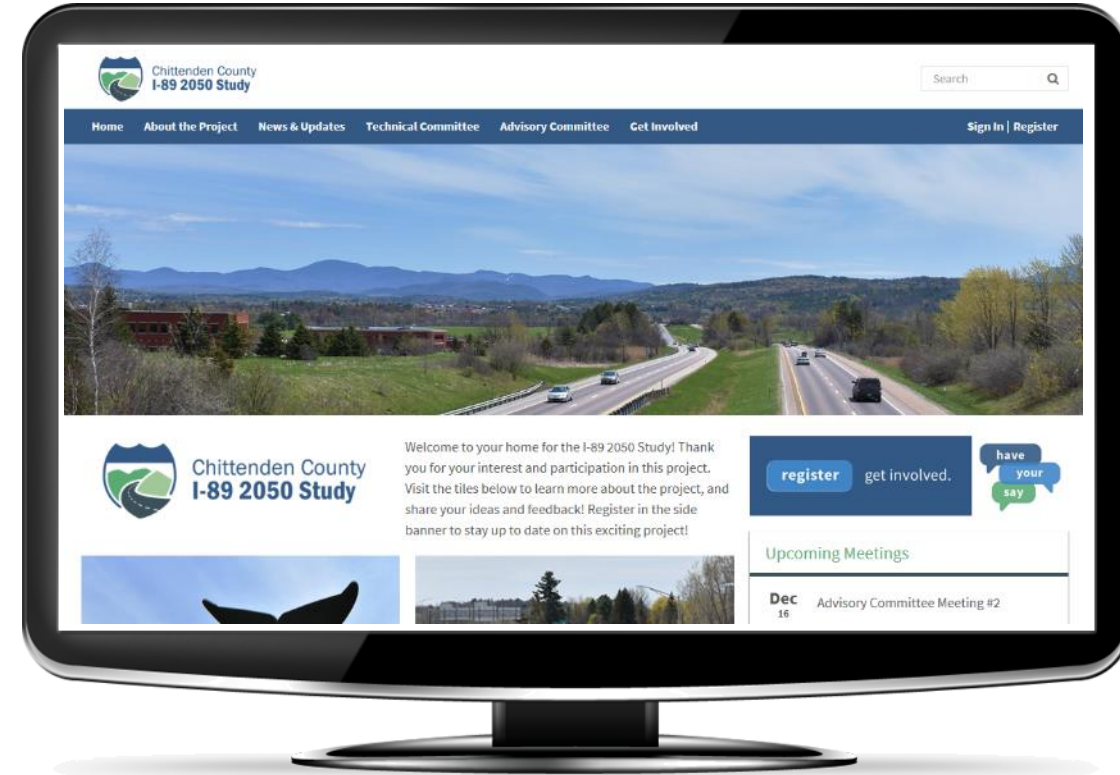 Chittenden County
I-89 2050 Study
Search
Home About the Project News & Updates Technical Committee Advisory Committee Get Involved Sign In | Register
Chittenden County
I-89 2050 Study
Welcome to your home for the I-89 2050 Study! Thank
you for your interest and participation in this project.
Visit the tiles below to learn more about the project, and
share your ideas and feedback! Register in the side
banner to stay up to date on this exciting project!
register get involved.
have
your
say
Upcoming Meetings
Dec
16
Advisory Committee Meeting #2